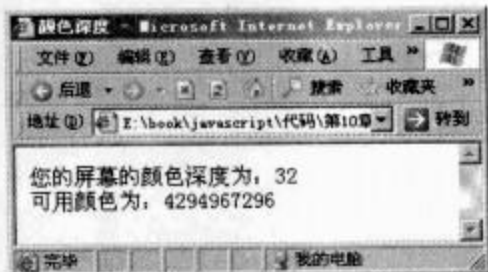 颜色深度 - Microsoft Internet Explorer
文件(F) 编辑(E) 查看(V) 收藏(A) 工具 »
后退 搜索 收藏夹 »
地址(D) E:\book\javascript\代码\第10章 转到
您的屏幕的颜色深度为：32
可用颜色为：4294967296
完毕 我的电脑